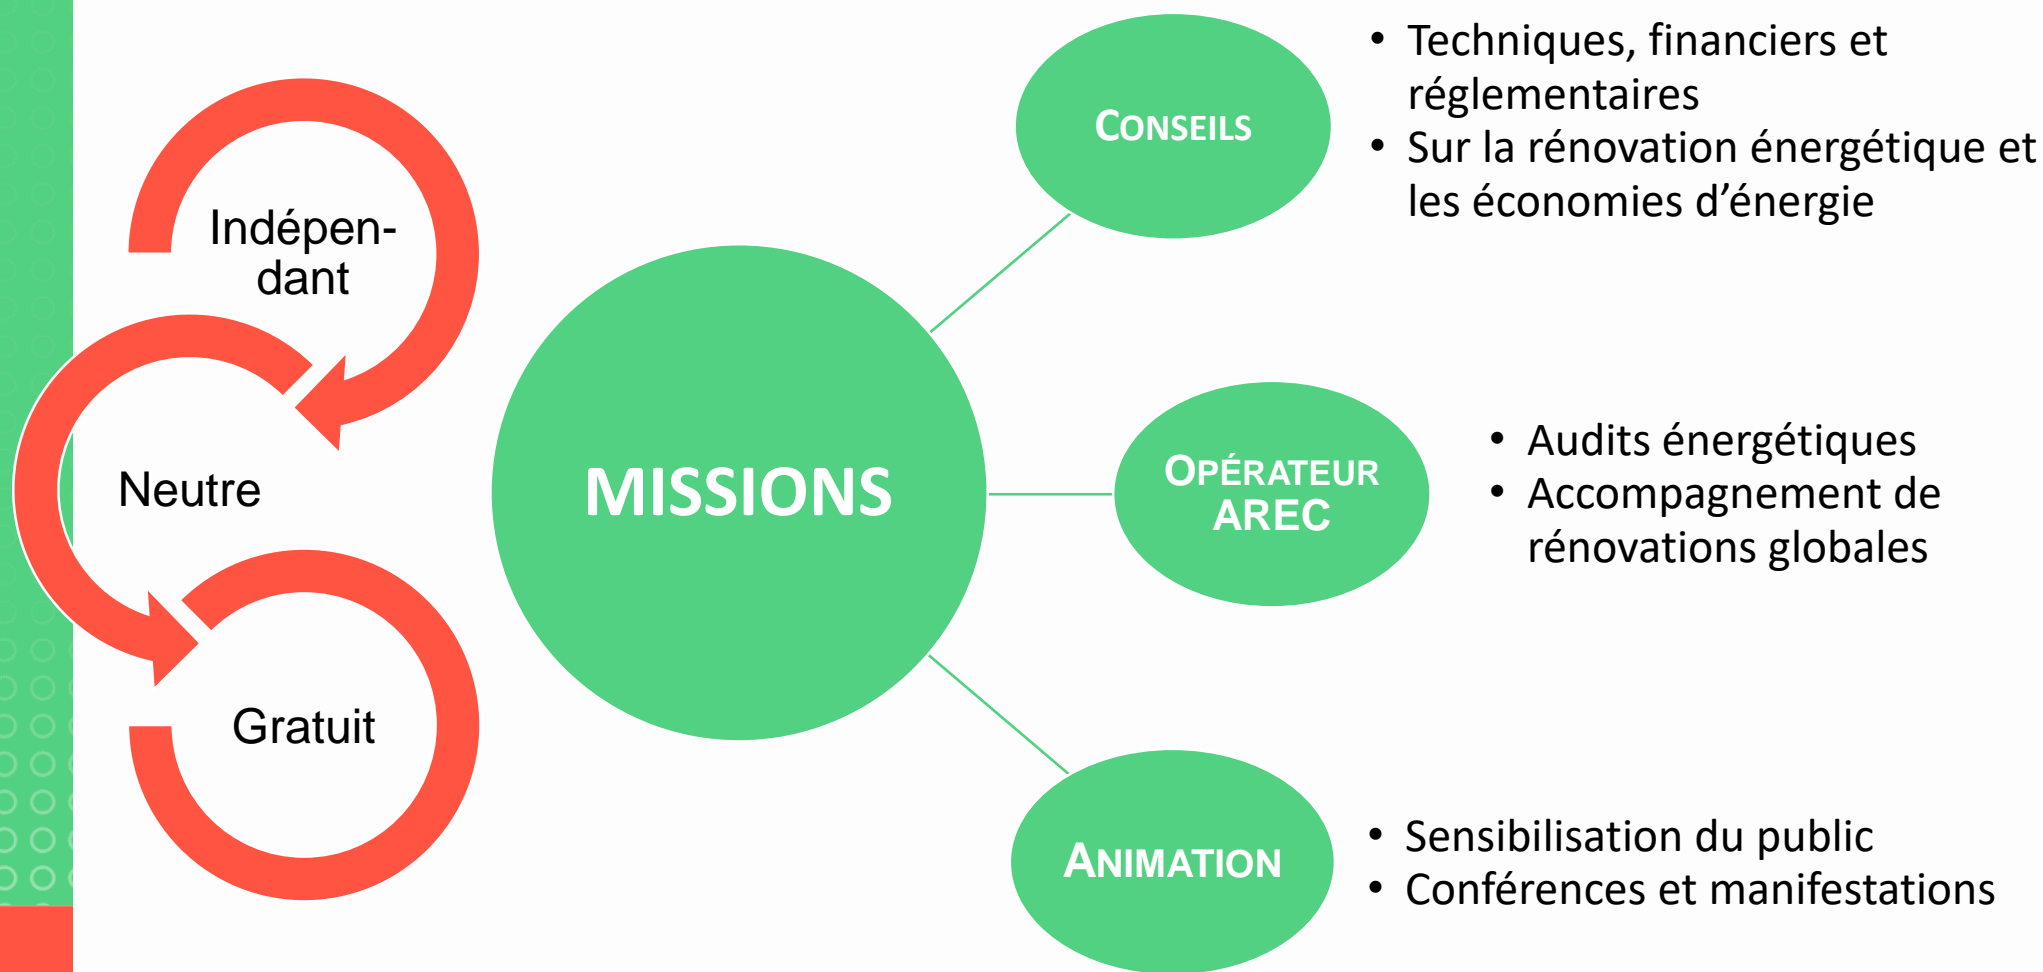 Indépen-
dant
Neutre
Gratuit
MISSIONS
CONSEILS
• Techniques, financiers et
réglementaires
• Sur la rénovation énergétique et
les économies d’énergie
OPÉRATEUR
AREC
• Audits énergétiques
• Accompagnement de
rénovations globales
ANIMATION
• Sensibilisation du public
• Conférences et manifestations